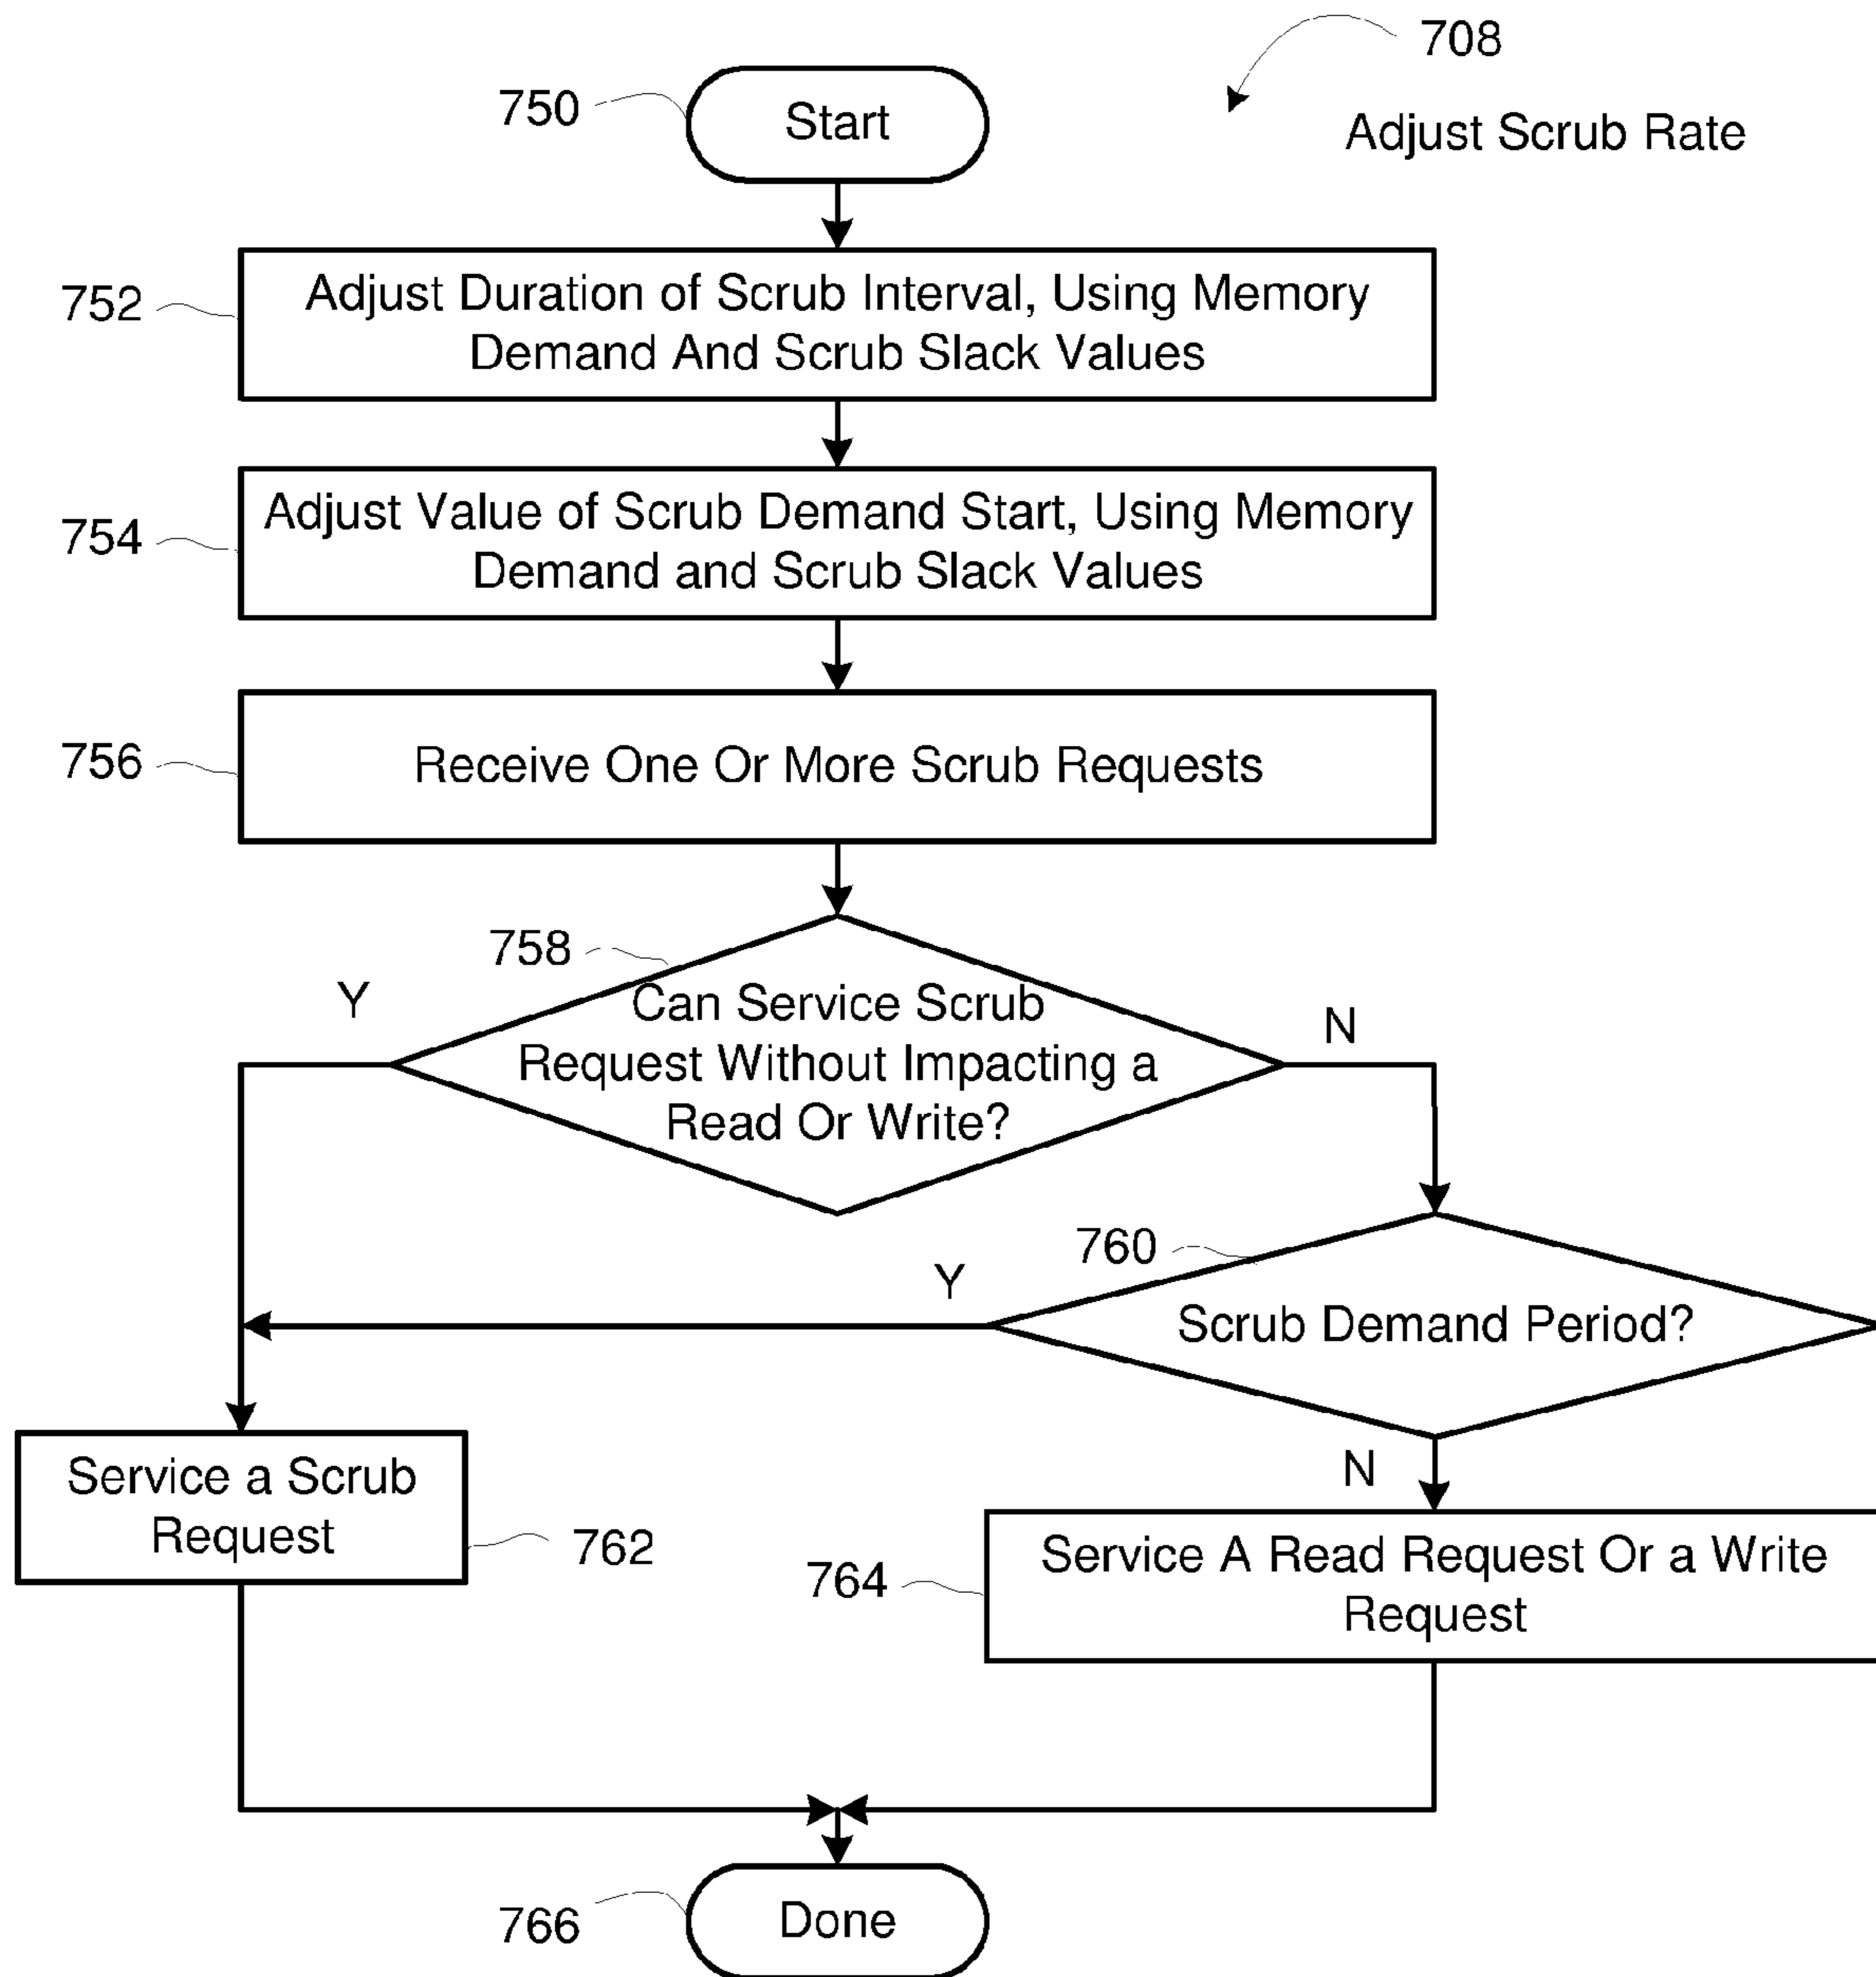 708
Adjust Scrub Rate
750
Start
752
Adjust Duration of Scrub Interval, Using Memory
Demand And Scrub Slack Values
754
Adjust Value of Scrub Demand Start, Using Memory
Demand and Scrub Slack Values
756
Receive One Or More Scrub Requests
758
Y
Can Service Scrub
Request Without Impacting a
Read Or Write?
N
760
Y
Scrub Demand Period?
N
Service a Scrub
Request
762
764
Service A Read Request Or a Write
Request
766
Done